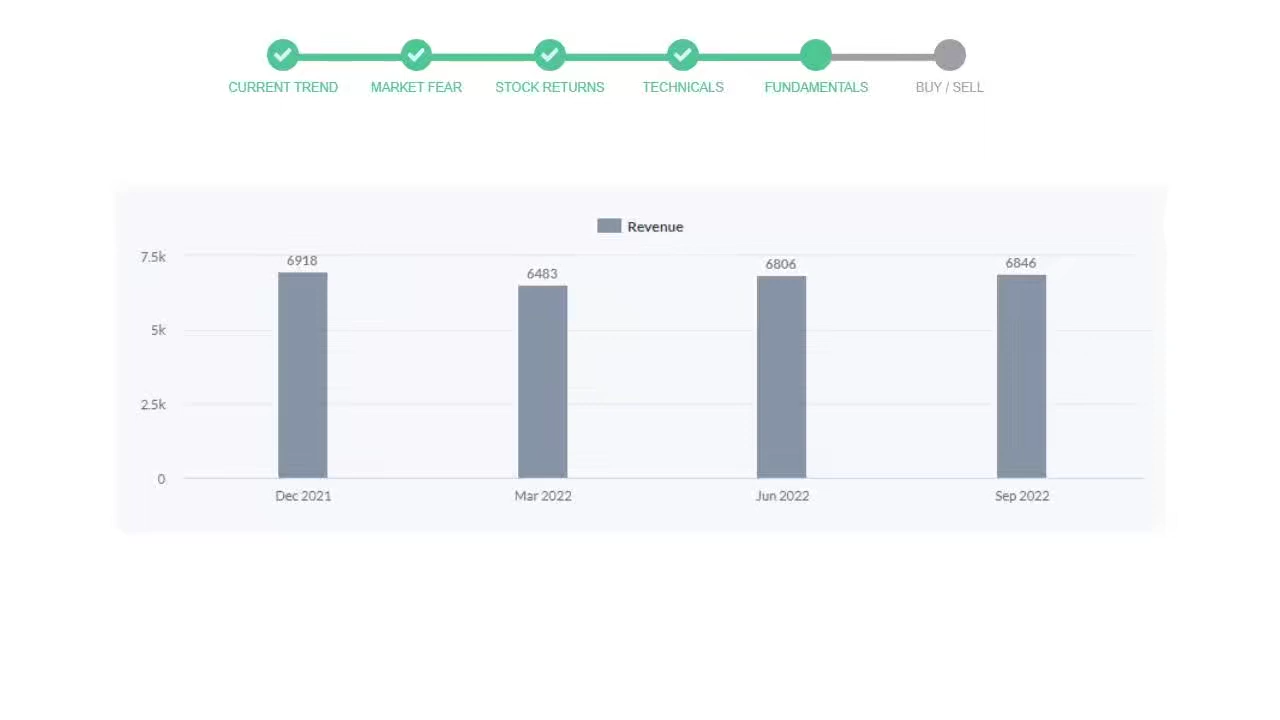 CURRENT TREND MARKET FEAR STOCK RETURNS TECHNICALS FUNDAMENTALS BUY / SELL
Revenue
7.5k
6918 6483 6806 6846
5k
2.5k
0
Dec 2021 Mar 2022 Jun 2022 Sep 2022